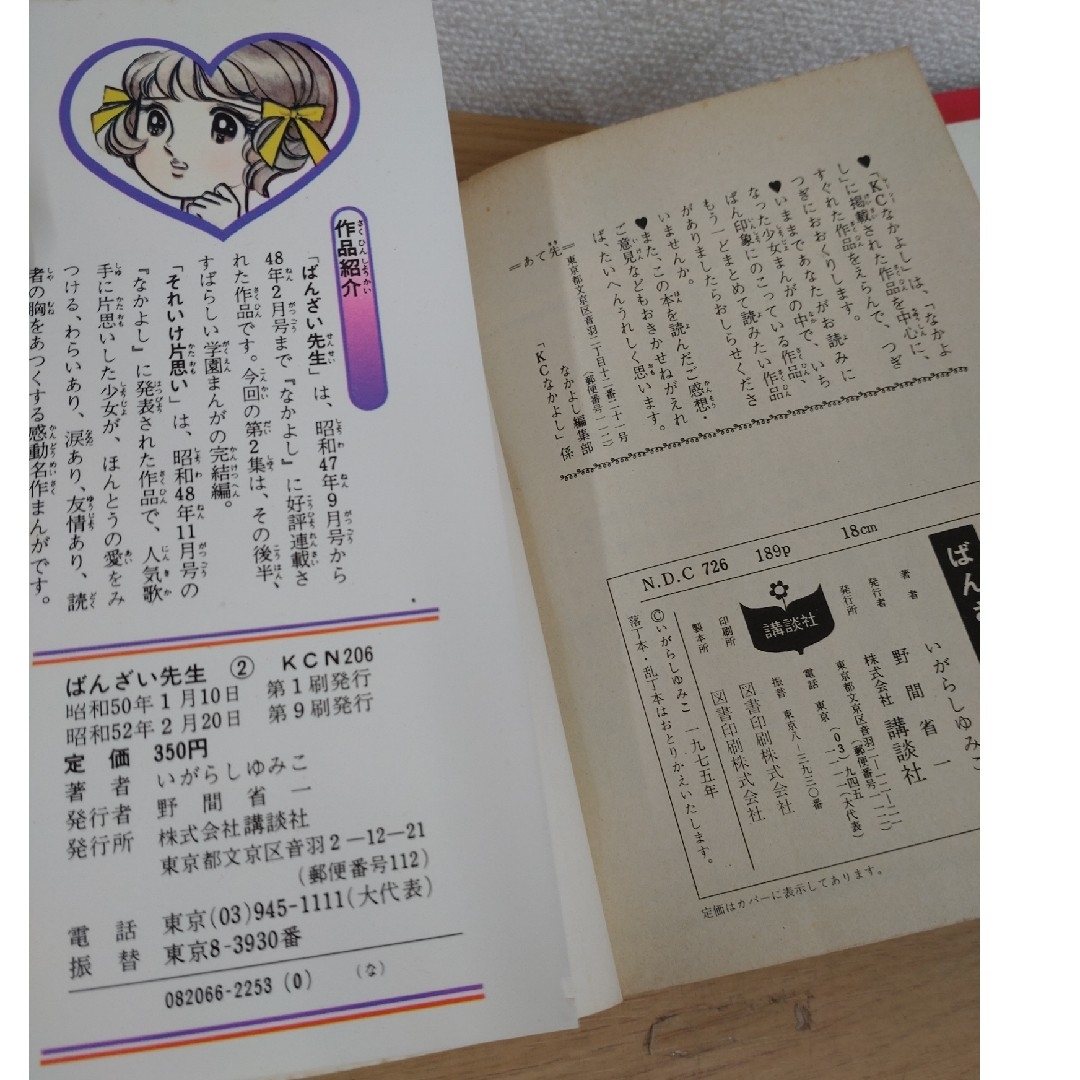 作品紹介
「ばんざい先生」は、昭和47年9月号から
48年2月号まで『なかよし』に好評連載さ
れた作品です。今回の第2集は、その後半、
すばらしい学園まんがの完結編。
「それいけ片思い」は、昭和48年11月号の
『なかよし』に発表された作品で、人気歌
手に片思いした少女が、ほんとうの愛をみ
つける、わらいあり、涙あり、友情あり、読
者の胸をあつくする感動名作まんがです。
ばんざい先生 ② KCN206
昭和50年1月10日 第1刷発行
昭和52年2月20日 第9刷発行
定価 350円
著者 いがらしゆみこ
発行者 野間省一
発行所 株式会社講談社
東京都文京区音羽2-12-21
(郵便番号112)
電話 東京(03)945-1111(大代表)
振替 東京8-3930番
082066-2253(0) (な)
♥「KCなかよし」は、「なかよ
し」に掲載された作品を中心に、
すぐれた作品をえらんで、つぎ
つぎにおおくりします。
♥いままであなたがお読みに
なった少女まんがの中で、いち
ばん印象にのこっている作品、
もう一どまとめて読みたい作品
がありましたらおしらせくださ
いませんか。
♥また、この本を読んだご感想・
ご意見などもおきかせねがえれ
ば、たいへんうれしく思います。
=あて先=
東京都文京区音羽二丁目十二番二十一号
(郵便番号一一二)
なかよし編集部
「KCなかよし」係
N.D.C 726 189p 18cm
著者 いがらしゆみこ
発行者 野間省一
発行所 株式会社 講談社
東京都文京区音羽二-一二-二一
(郵便番号一一二)
電話 東京(03)九四五-
一一一一(大代表)
振替 東京八-三九三〇番
講談社
印刷所 図書印刷株式会社
製本所 図書印刷株式会社
©いがらしゆみこ 一九七五年
落丁本・乱丁本はおとりかえいたします。
定価はカバーに表示してあります。